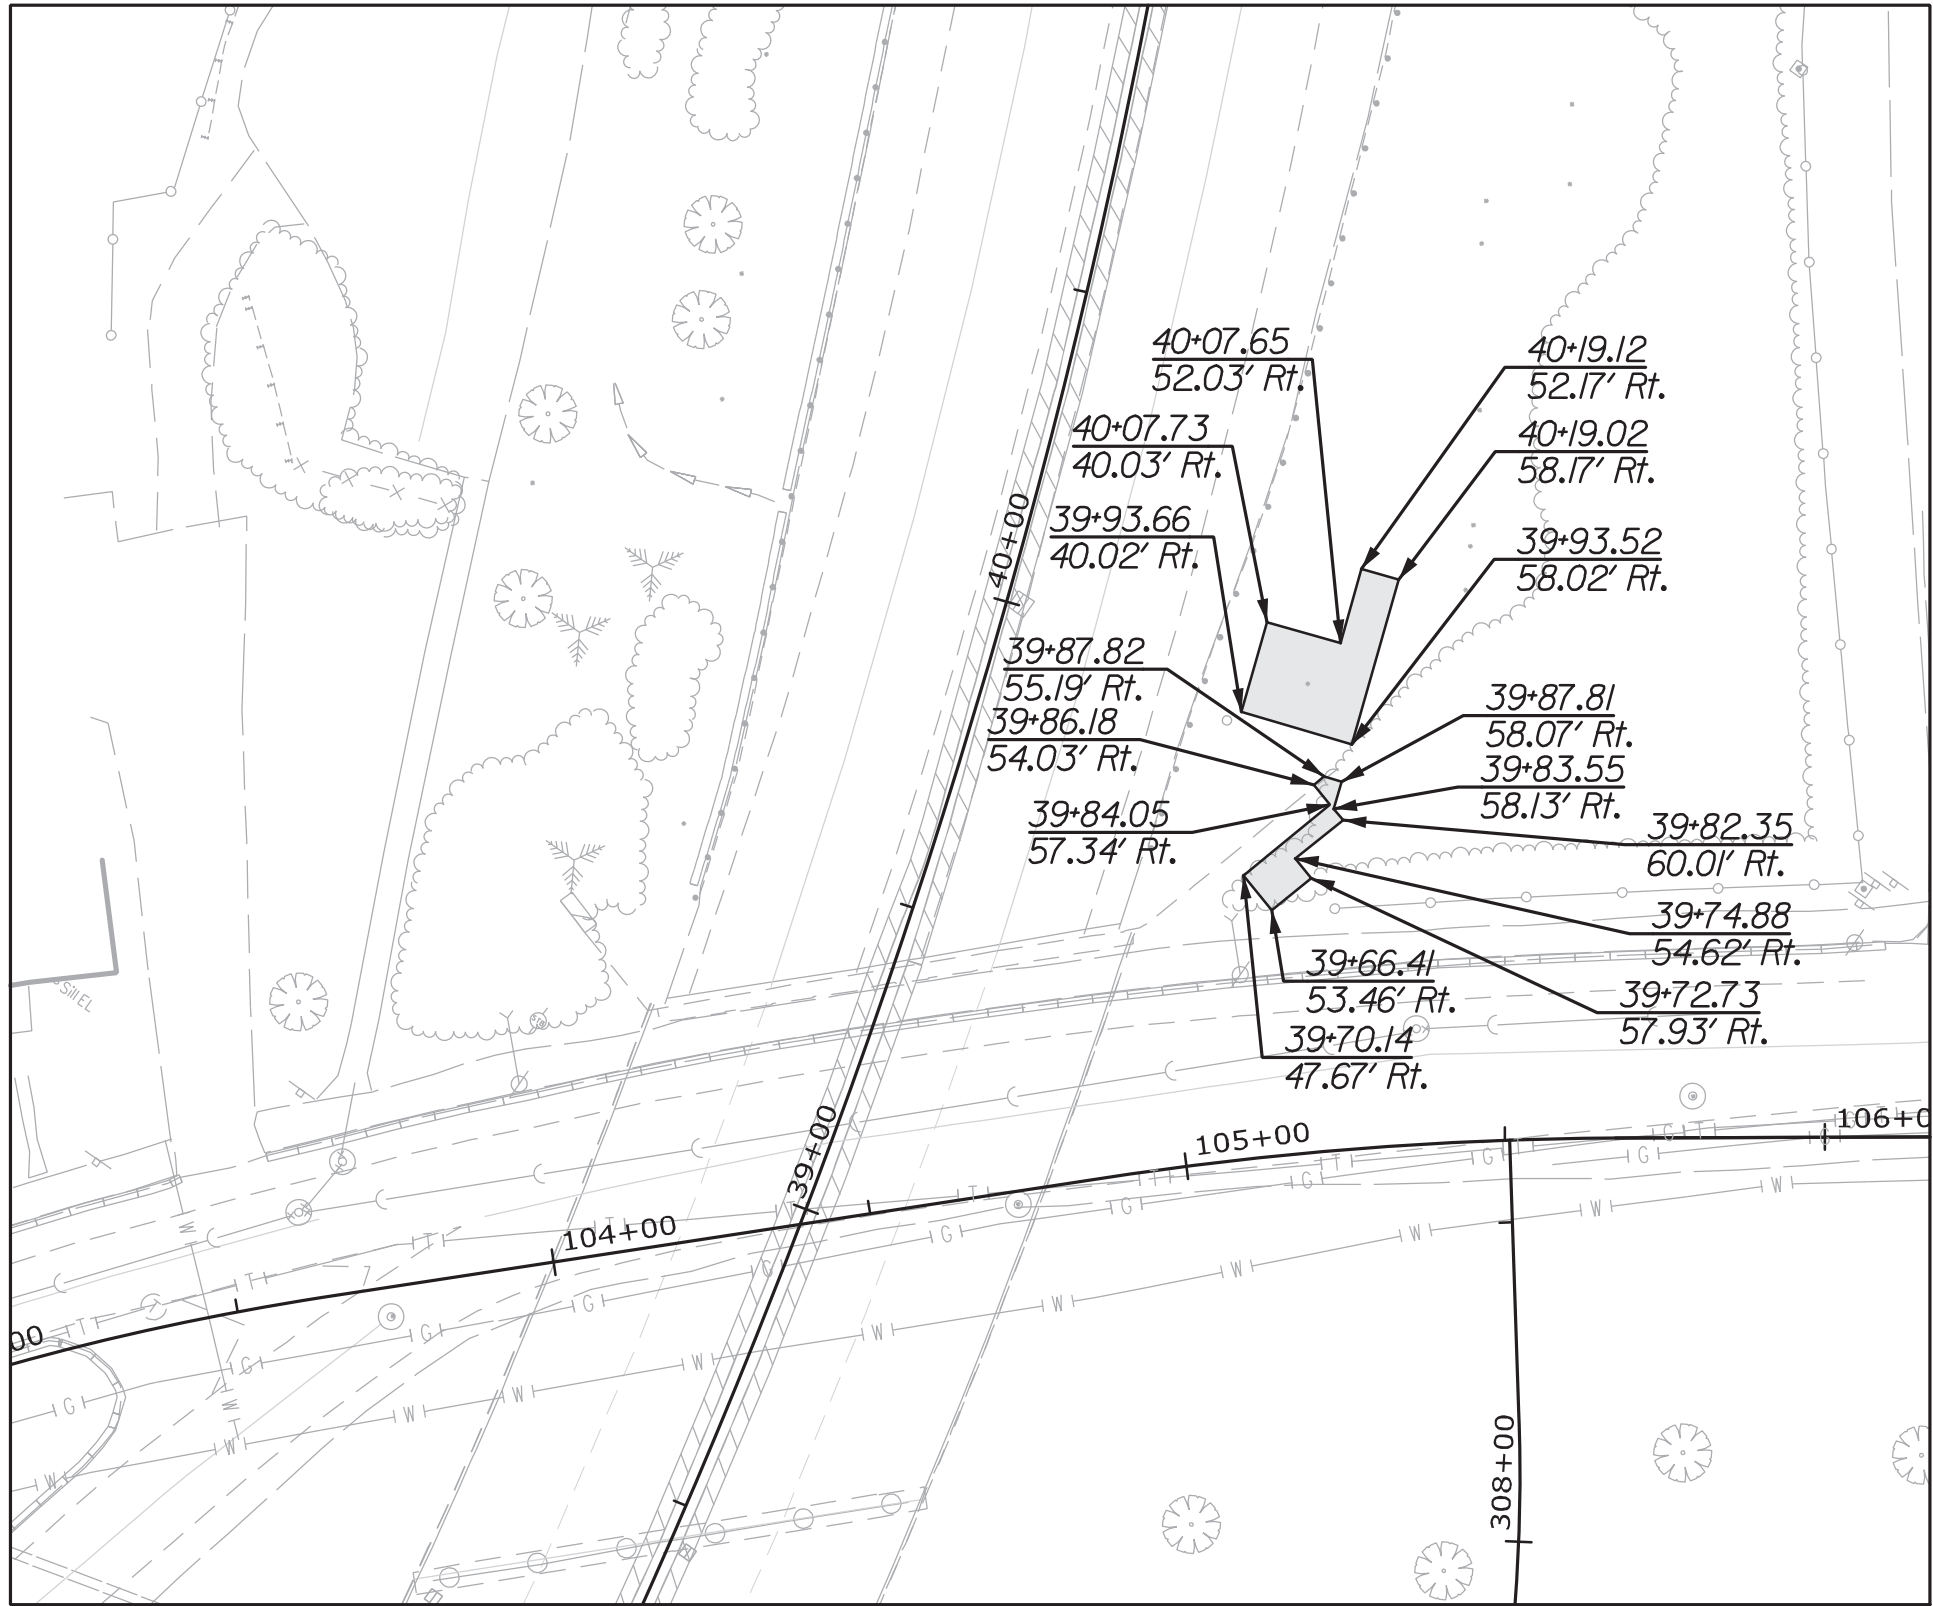 40+07.65
52.03' Rt.
40+19.12
52.17' Rt.
40+07.73
40.03' Rt.
40+19.02
58.17' Rt.
39+93.66
40.02' Rt.
39+93.52
58.02' Rt.
40+00
39+87.82
55.19' Rt.
39+86.18
54.03' Rt.
39+87.81
58.07' Rt.
39+83.55
58.13' Rt.
39+84.05
57.34' Rt.
39+82.35
60.01' Rt.
39+74.88
54.62' Rt.
39+66.41
53.46' Rt.
39+72.73
57.93' Rt.
39+70.14
47.67' Rt.
Sill EL
39+00
104+00
105+00
106+0
00
308+00
T
T
T
T
T
T
T
T
G
G
G
G
G
G
G
G
G
G
G
W
W
W
W
W
W
W
W
W
W
W